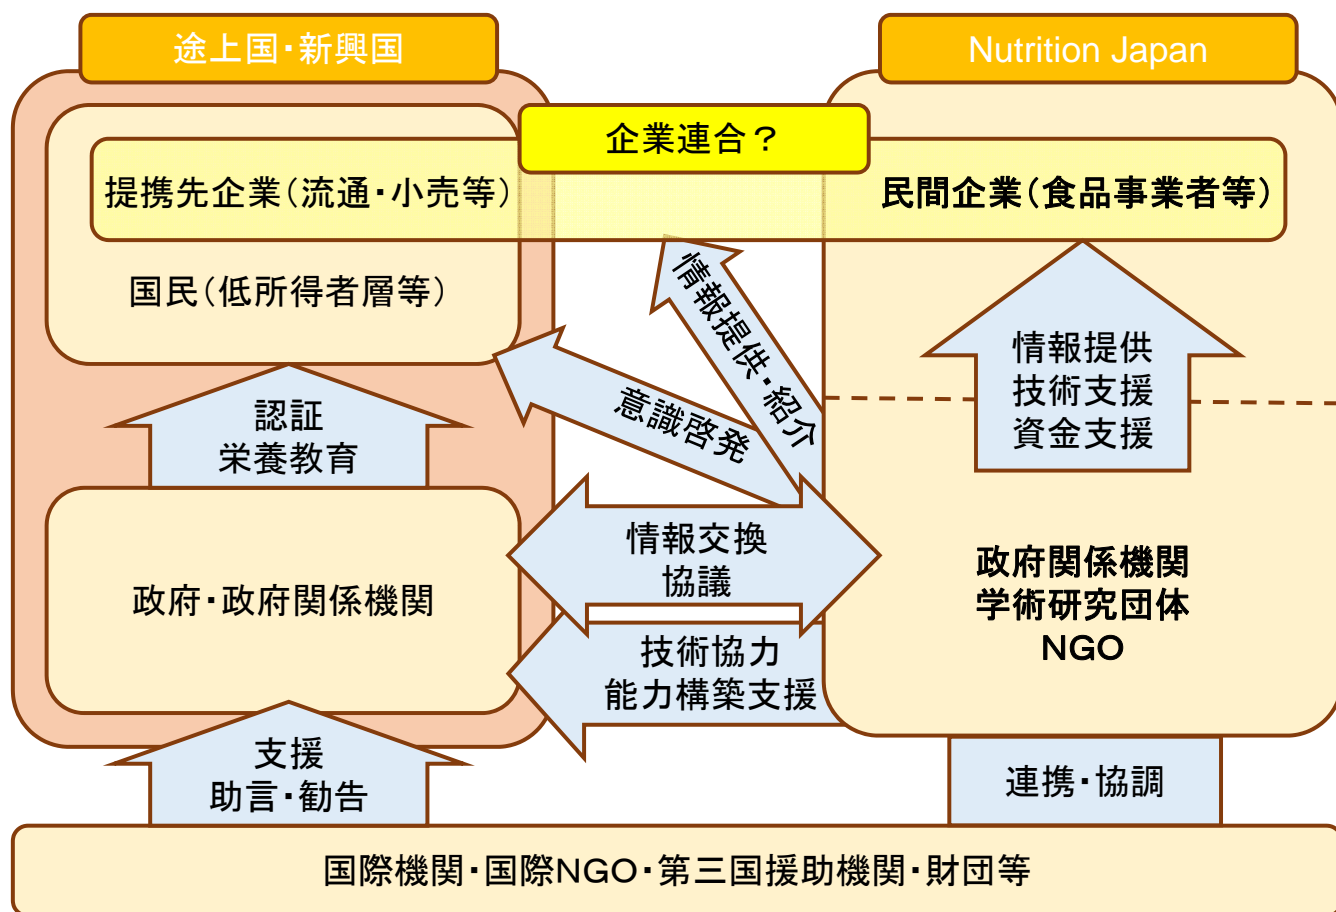 途上国・新興国
Nutrition Japan
企業連合？
提携先企業（流通・小売等）
民間企業（食品事業者等）
国民（低所得者層等）
情報提供・紹介
意識啓発
情報提供
技術支援
資金支援
認証
栄養教育
政府・政府関係機関
情報交換
協議
政府関係機関
学術研究団体
NGO
技術協力
能力構築支援
支援
助言・勧告
連携・協調
国際機関・国際NGO・第三国援助機関・財団等